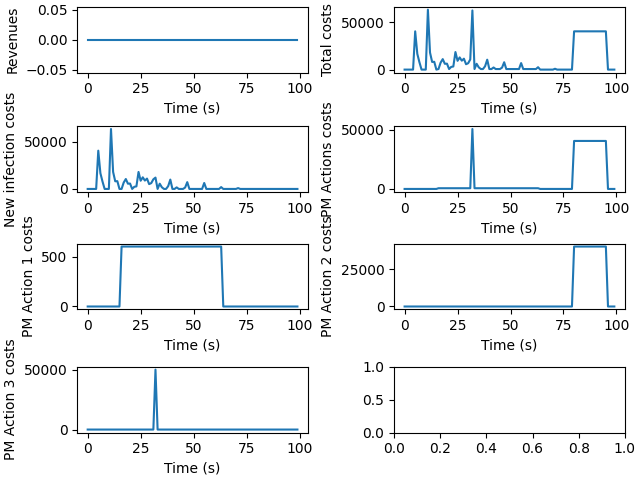 Revenues
0.05
0.00
−0.05
0 25 50 75 100
Time (s)
Total costs
50000
0
0 25 50 75 100
Time (s)
New infection costs
50000
0
0 25 50 75 100
Time (s)
PM Actions costs
50000
0
0 25 50 75 100
Time (s)
PM Action 1 costs
500
0
0 25 50 75 100
Time (s)
PM Action 2 costs
25000
0
0 25 50 75 100
Time (s)
PM Action 3 costs
50000
0
0 25 50 75 100
Time (s)
1.0
0.5
0.0
0.0 0.2 0.4 0.6 0.8 1.0